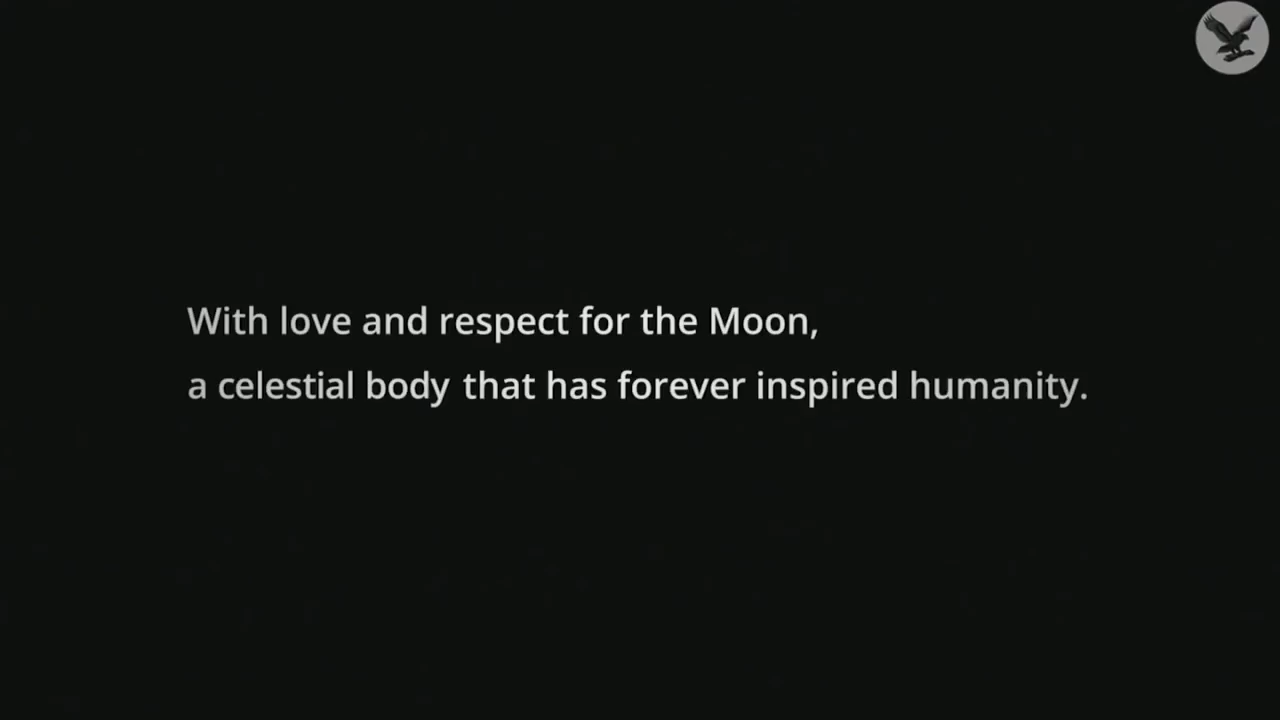 With love and respect for the Moon,
a celestial body that has forever inspired humanity.